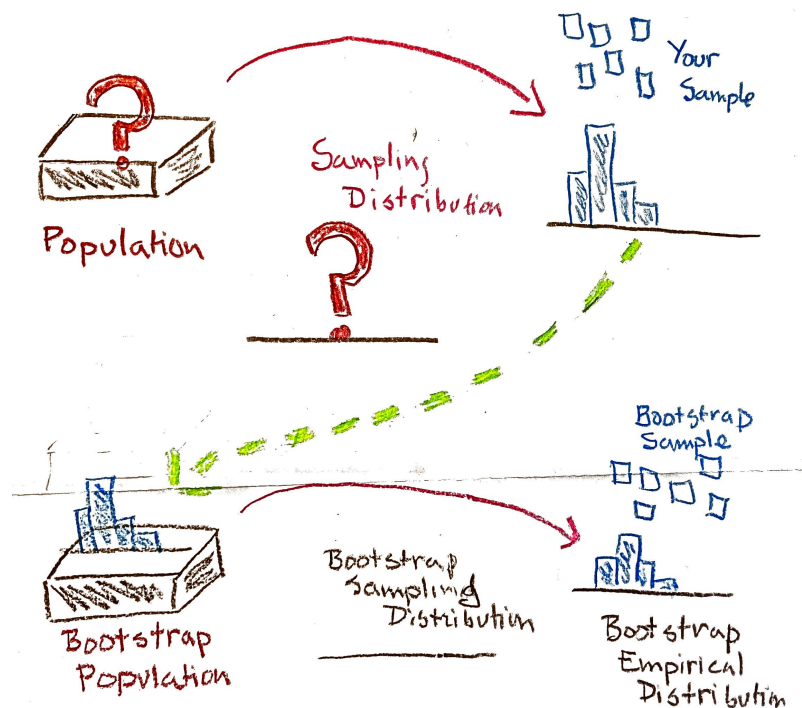 Your
Sample
Sampling
Distribution
Population
Bootstrap
Sample
Bootstrap
Sampling
Distribution
Bootstrap
Population
Bootstrap
Empirical
Distribution